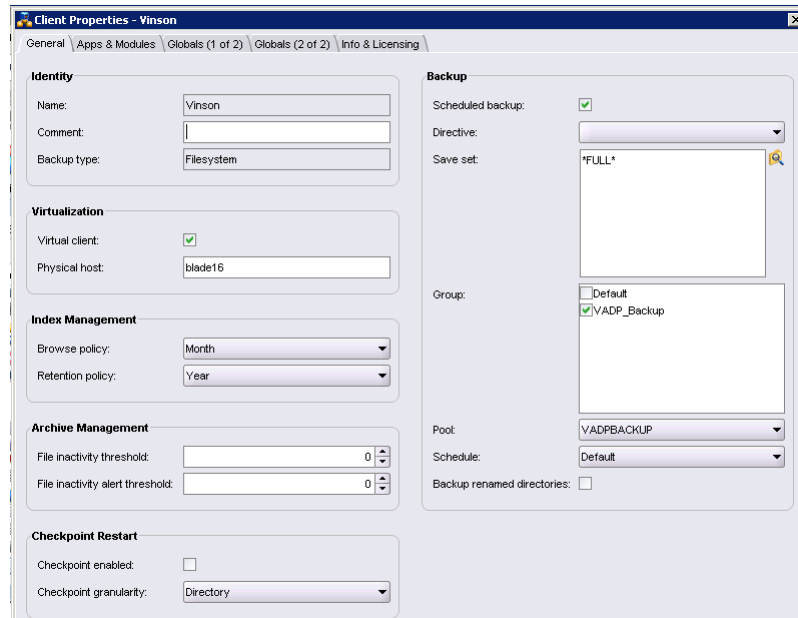 Client Properties - Vinson
General
Apps & Modules
Globals (1 of 2)
Globals (2 of 2)
Info & Licensing
Identity
Name: Vinson
Comment:
Backup type: Filesystem
Virtualization
Virtual client:
Physical host: blade16
Index Management
Browse policy: Month
Retention policy: Year
Archive Management
File inactivity threshold: 0
File inactivity alert threshold: 0
Checkpoint Restart
Checkpoint enabled:
Checkpoint granularity: Directory
Backup
Scheduled backup:
Directive:
Save set: *FULL*
Group: Default
VADP_Backup
Pool: VADPBACKUP
Schedule: Default
Backup renamed directories: